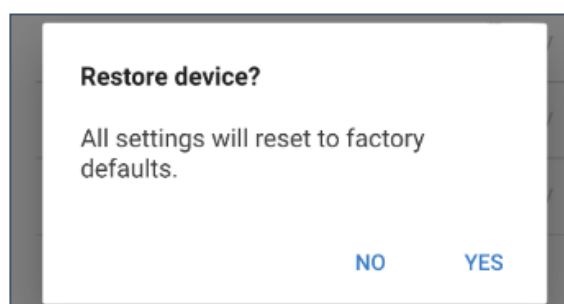 Restore device?
All settings will reset to factory
defaults.
NO YES